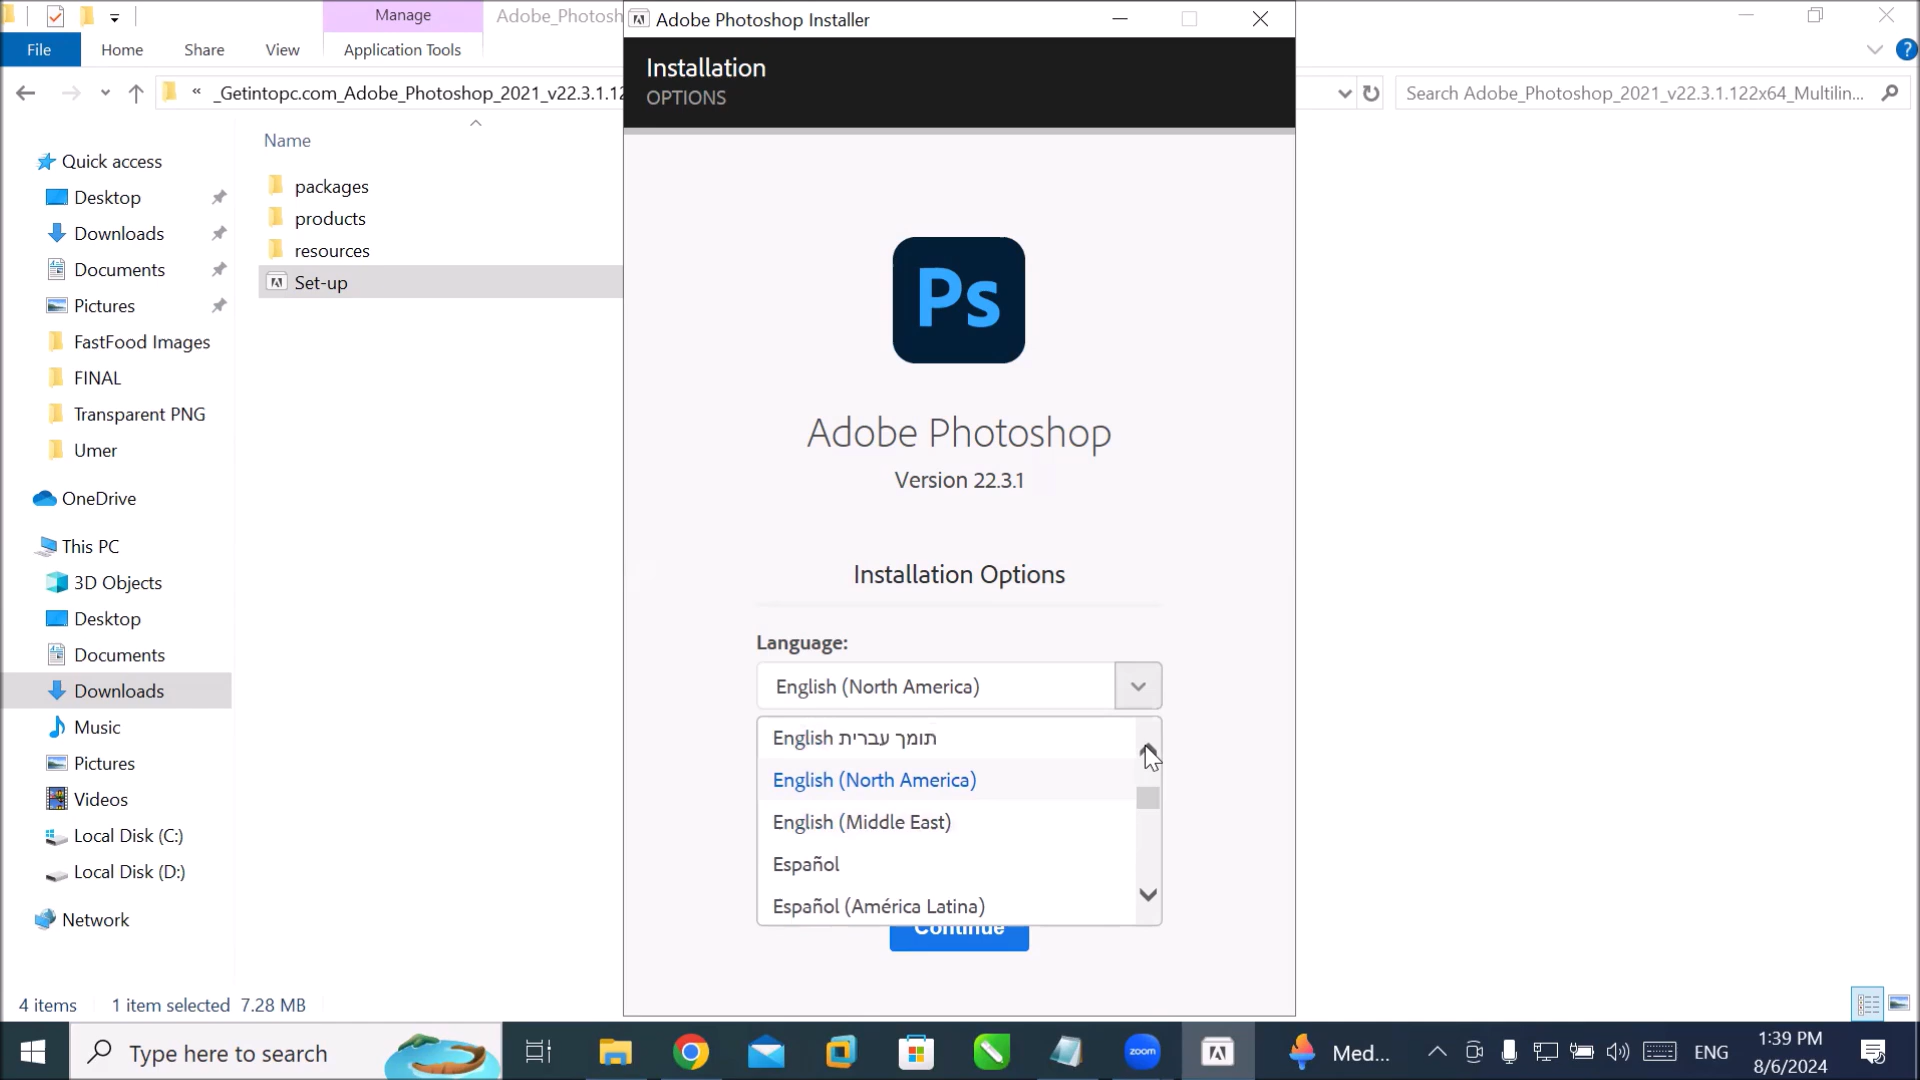 Manage
Adobe_Photosh
File
Home
Share
View
Application Tools
« _Getintopc.com_Adobe_Photoshop_2021_v22.3.1.12
Search Adobe_Photoshop_2021_v22.3.1.122x64_Multilin...
Quick access
Desktop
Downloads
Documents
Pictures
FastFood Images
FINAL
Transparent PNG
Umer
OneDrive
This PC
3D Objects
Desktop
Documents
Downloads
Music
Pictures
Videos
Local Disk (C:)
Local Disk (D:)
Network
Name
packages
products
resources
Set-up
4 items
1 item selected 7.28 MB
Adobe Photoshop Installer
Installation
OPTIONS
Ps
Adobe Photoshop
Version 22.3.1
Installation Options
Language:
English (North America)
English תומך עברית
English (North America)
English (Middle East)
Español
Español (América Latina)
Continue
Type here to search
zoom
Med...
ENG
1:39 PM
8/6/2024